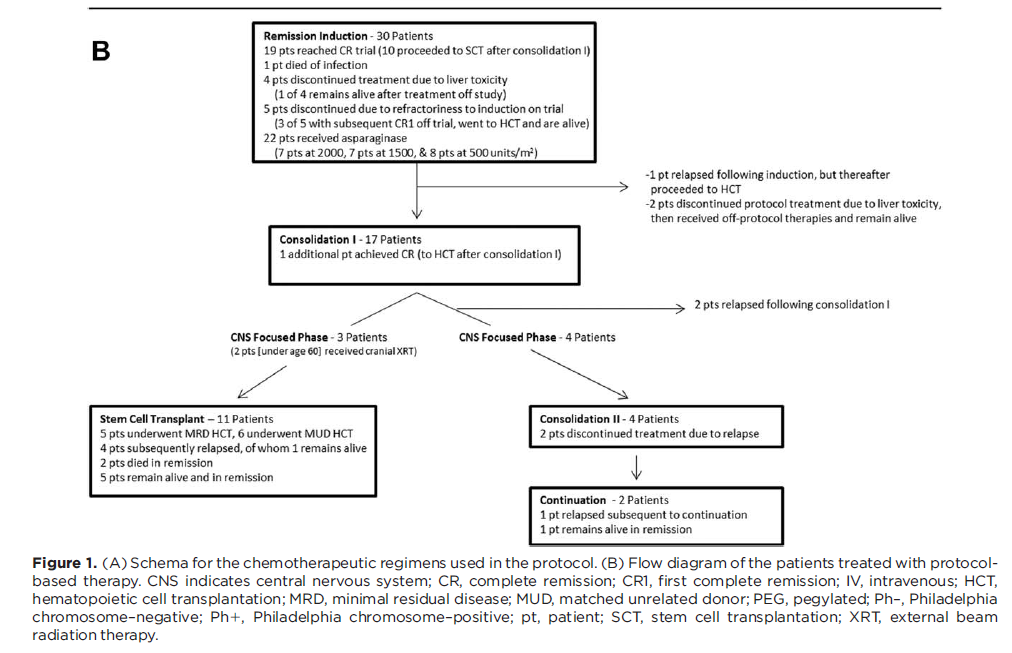 B
Remission Induction - 30 Patients
19 pts reached CR trial (10 proceeded to SCT after consolidation I)
1 pt died of infection
4 pts discontinued treatment due to liver toxicity
(1 of 4 remains alive after treatment off study)
5 pts discontinued due to refractoriness to induction on trial
(3 of 5 with subsequent CR1 off trial, went to HCT and are alive)
22 pts received asparaginase
(7 pts at 2000, 7 pts at 1500, & 8 pts at 500 units/m²)
-1 pt relapsed following induction, but thereafter
proceeded to HCT
-2 pts discontinued protocol treatment due to liver toxicity,
then received off-protocol therapies and remain alive
Consolidation I - 17 Patients
1 additional pt achieved CR (to HCT after consolidation I)
2 pts relapsed following consolidation I
CNS Focused Phase - 3 Patients
(2 pts [under age 60] received cranial XRT)
CNS Focused Phase - 4 Patients
Stem Cell Transplant – 11 Patients
5 pts underwent MRD HCT, 6 underwent MUD HCT
4 pts subsequently relapsed, of whom 1 remains alive
2 pts died in remission
5 pts remain alive and in remission
Consolidation II - 4 Patients
2 pts discontinued treatment due to relapse
Continuation - 2 Patients
1 pt relapsed subsequent to continuation
1 pt remains alive in remission
Figure 1. (A) Schema for the chemotherapeutic regimens used in the protocol. (B) Flow diagram of the patients treated with protocol-
based therapy. CNS indicates central nervous system; CR, complete remission; CR1, first complete remission; IV, intravenous; HCT,
hematopoietic cell transplantation; MRD, minimal residual disease; MUD, matched unrelated donor; PEG, pegylated; Ph–, Philadelphia
chromosome–negative; Ph+, Philadelphia chromosome–positive; pt, patient; SCT, stem cell transplantation; XRT, external beam
radiation therapy.